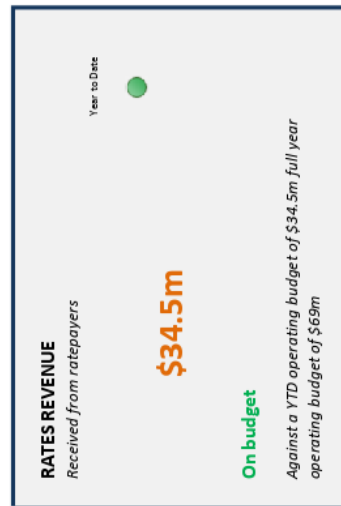 RATES REVENUE
Received from ratepayers
Year to Date
$34.5m
On budget
Against a YTD operating budget of $34.5m full year
operating budget of $69m